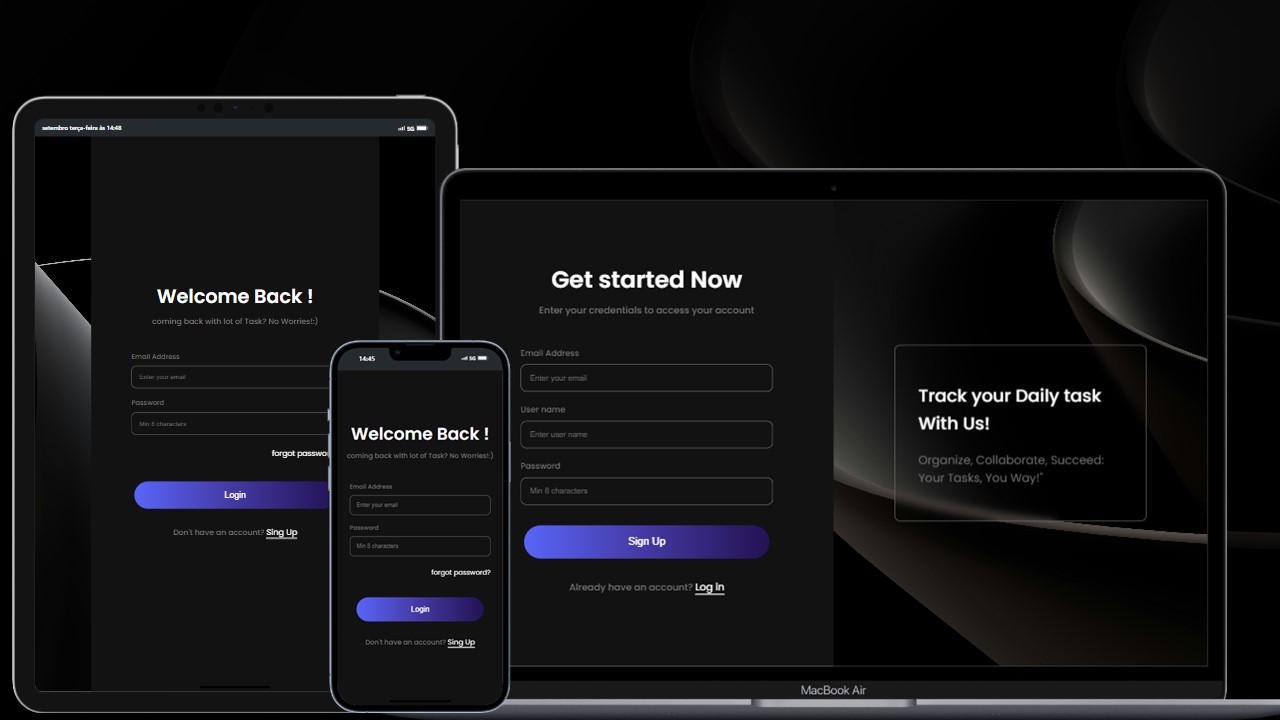 setembro terça-feira às 14:48
5G
Welcome Back !
coming back with lot of Task? No Worries!:)
Email Address
Enter your email
Password
Min 8 characters
forgot passwo
Login
Don't have an account? Sing Up
14:45
5G
Welcome Back !
coming back with lot of Task? No Worries!:)
Email Address
Enter your email
Password
Min 8 characters
forgot password?
Login
Don't have an account? Sing Up
Get started Now
Enter your credentials to access your account
Email Address
Enter your email
User name
Enter user name
Password
Min 8 characters
Sign Up
Already have an account? Log in
Track your Daily task
With Us!
Organize, Collaborate, Succeed:
Your Tasks, You Way!"
MacBook Air